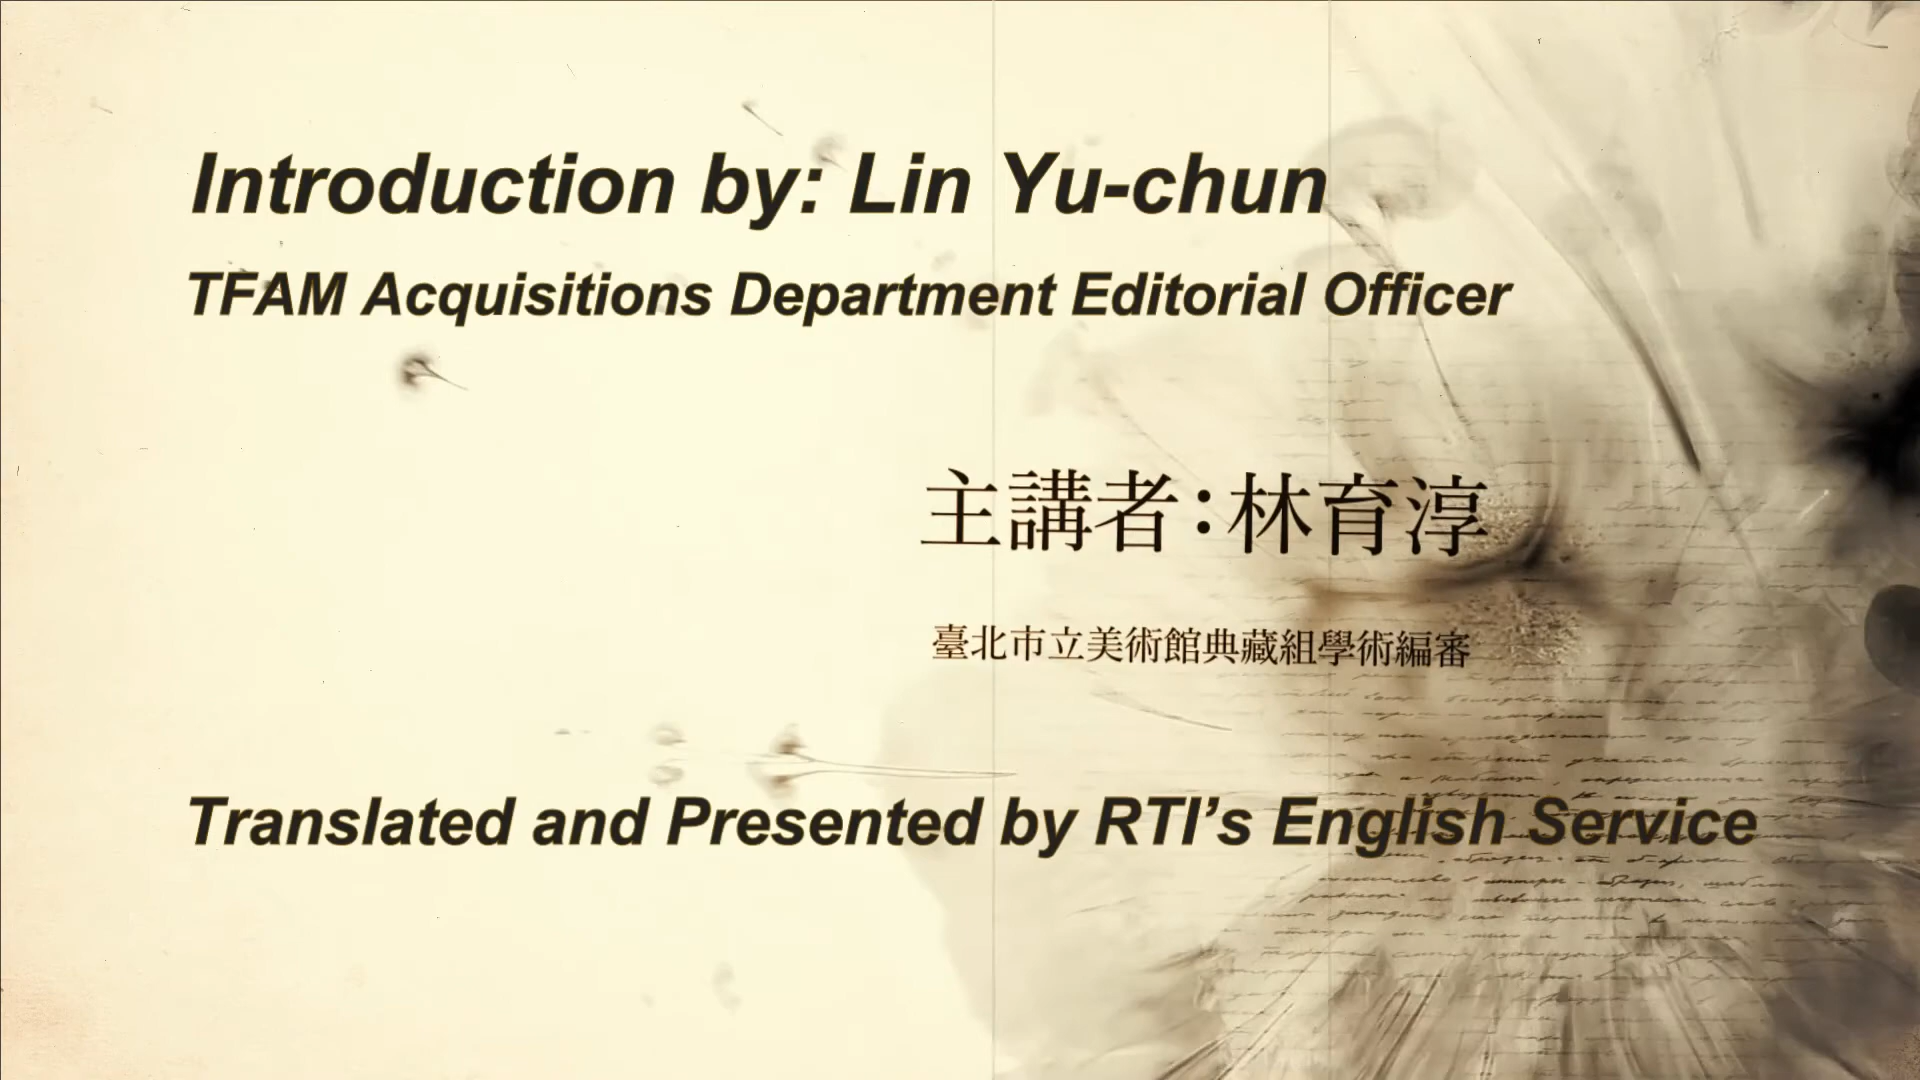 Introduction by: Lin Yu-chun
TFAM Acquisitions Department Editorial Officer
主講者：林育淳
臺北市立美術館典藏組學術編審
Translated and Presented by RTI’s English Service